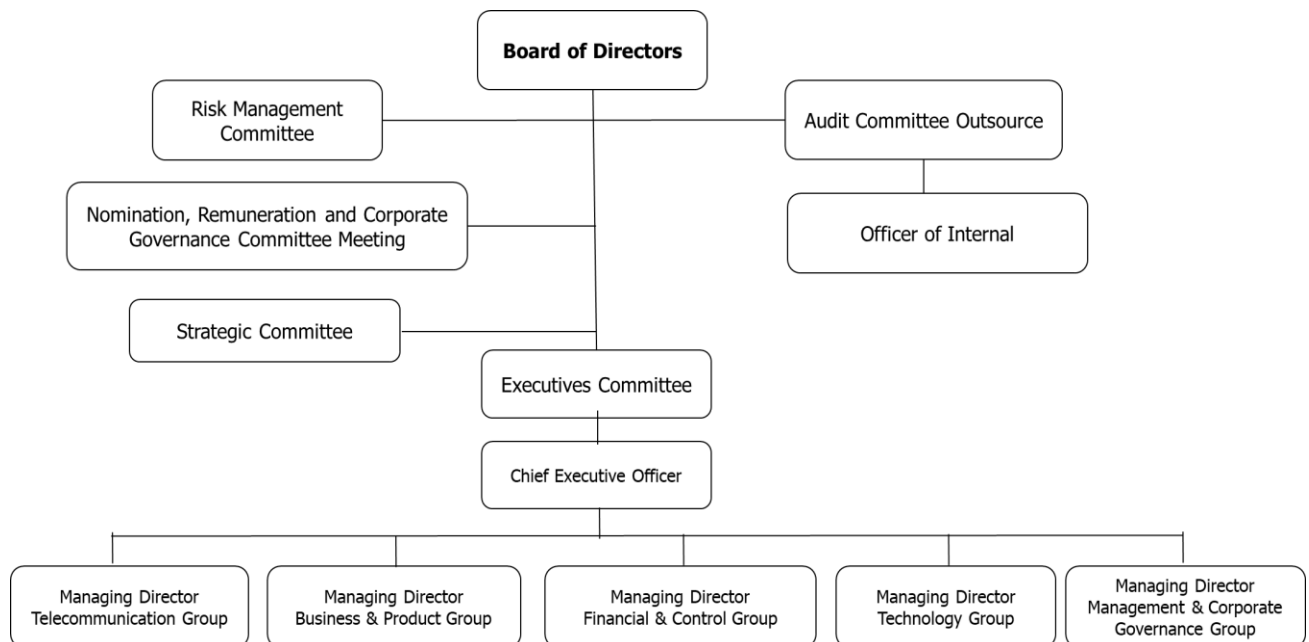 Board of Directors
Risk Management
Committee
Audit Committee Outsource
Nomination, Remuneration and Corporate
Governance Committee Meeting
Officer of Internal
Strategic Committee
Executives Committee
Chief Executive Officer
Managing Director
Telecommunication Group
Managing Director
Business & Product Group
Managing Director
Financial & Control Group
Managing Director
Technology Group
Managing Director
Management & Corporate
Governance Group